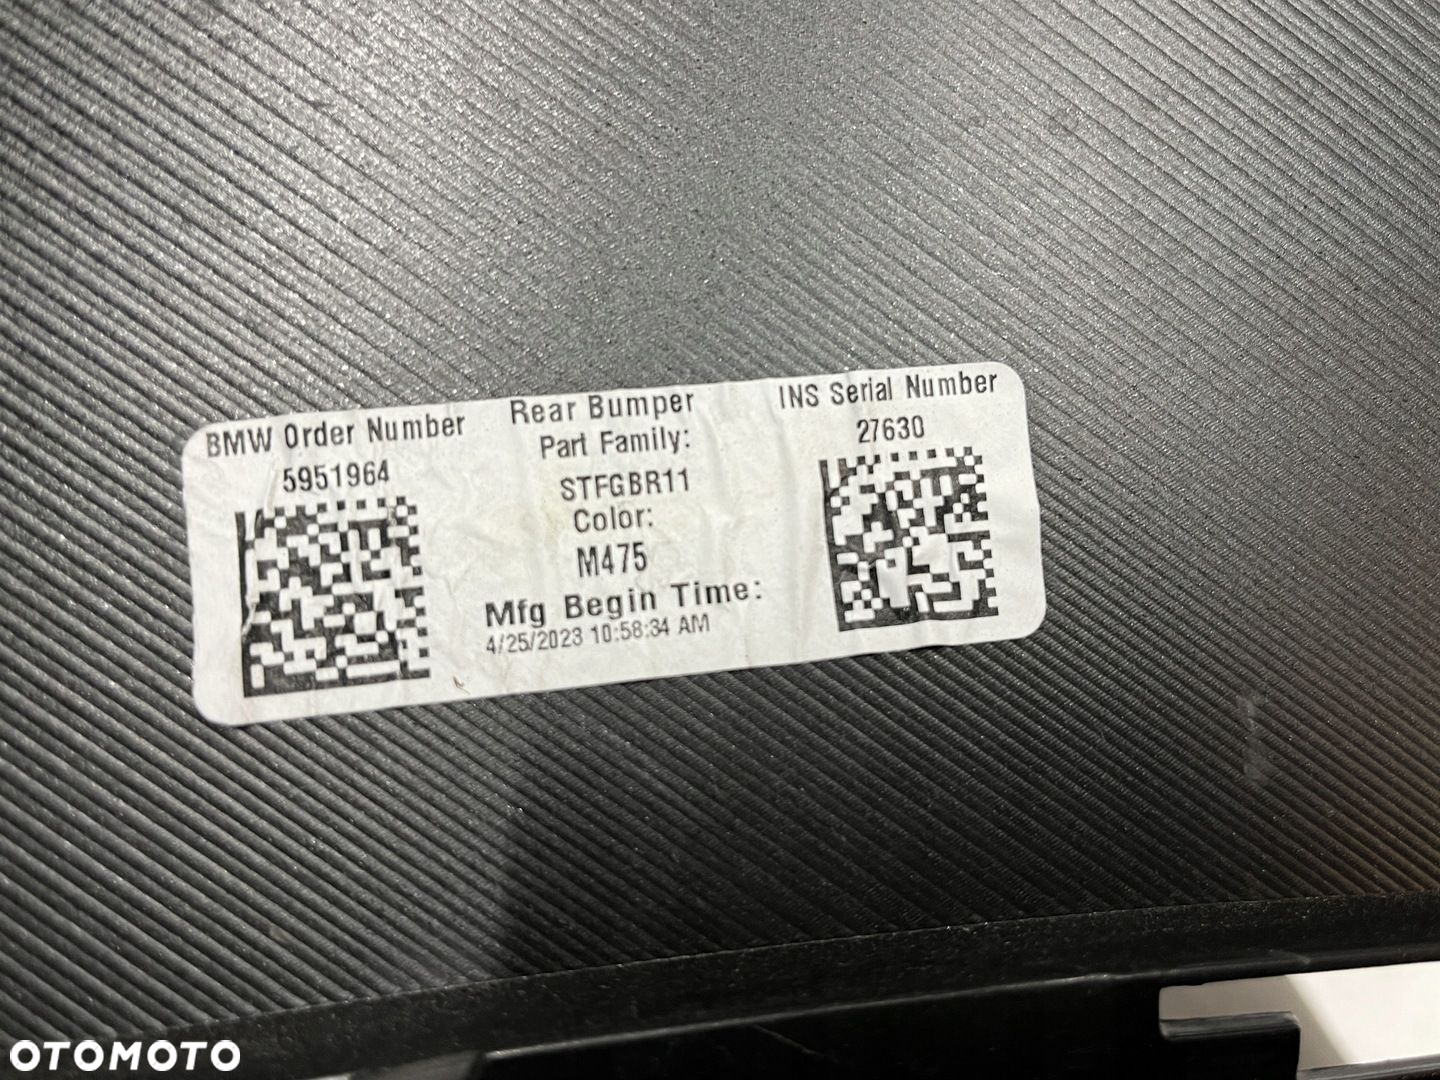 BMW Order Number
5951964
Rear Bumper
Part Family:
STFGBR11
Color:
M475
Mfg Begin Time:
4/25/2023 10:58:34 AM
INS Serial Number
27630
OTOMOTO